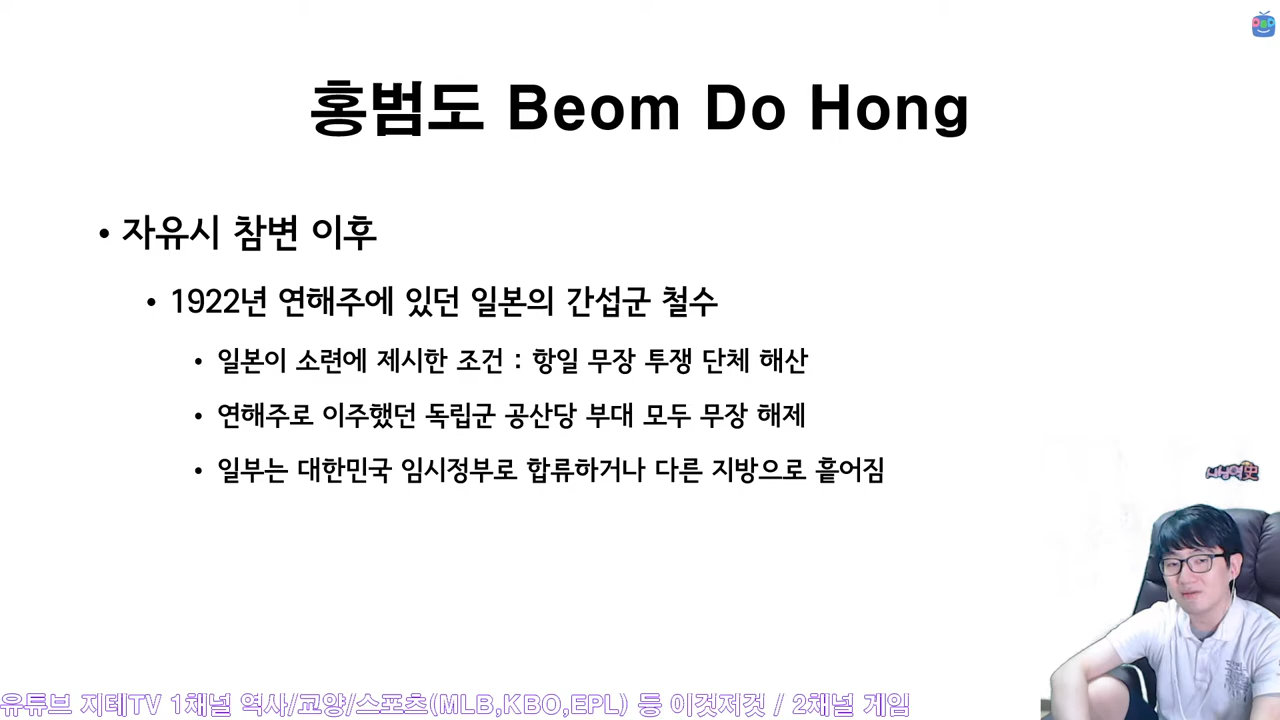 홍범도 Beom Do Hong
• 자유시 참변 이후
• 1922년 연해주에 있던 일본의 간섭군 철수
• 일본이 소련에 제시한 조건 : 항일 무장 투쟁 단체 해산
• 연해주로 이주했던 독립군 공산당 부대 모두 무장 해제
• 일부는 대한민국 임시정부로 합류하거나 다른 지방으로 흩어짐
유튜브 지테TV 1채널 역사/교양/스포츠(MLB,KBO,EPL) 등 이것저것 / 2채널 게임